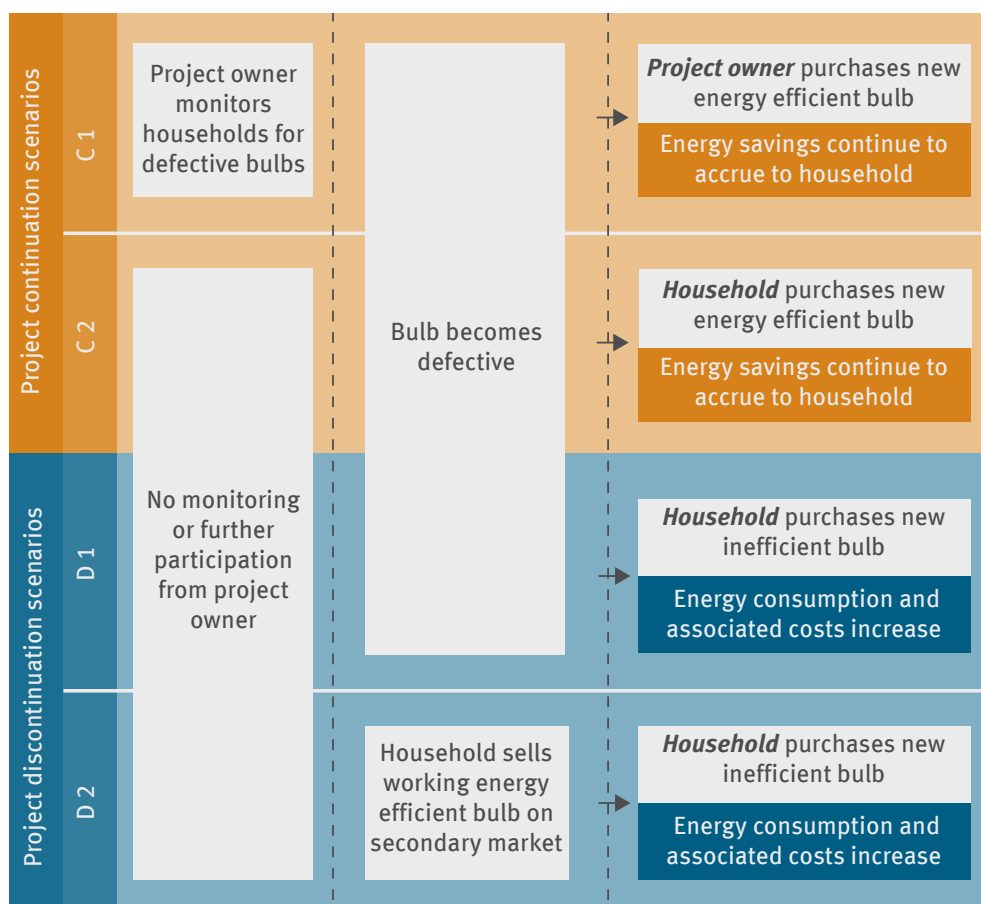 Project continuation scenarios
C 1
Project owner
monitors
households for
defective bulbs
Project owner purchases new
energy efficient bulb
Energy savings continue to
accrue to household
C 2
Bulb becomes
defective
Household purchases new
energy efficient bulb
Energy savings continue to
accrue to household
Project discontinuation scenarios
D 1
No monitoring
or further
participation
from project
owner
Household purchases new
inefficient bulb
Energy consumption and
associated costs increase
D 2
Household sells
working energy
efficient bulb on
secondary market
Household purchases new
inefficient bulb
Energy consumption and
associated costs increase